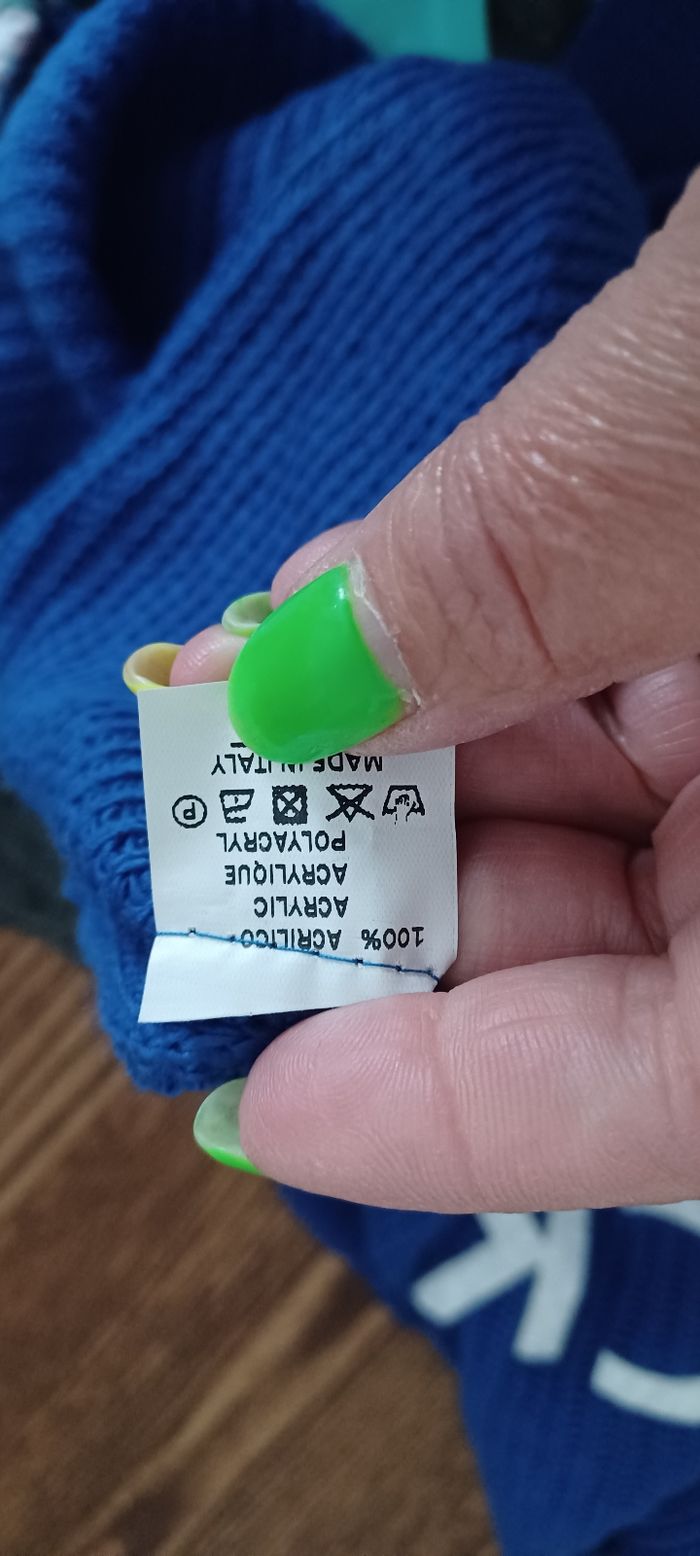 100% ACRILICO
ACRYLIC
ACRYLIQUE
POLYACRYL
P
MADE IN ITALY